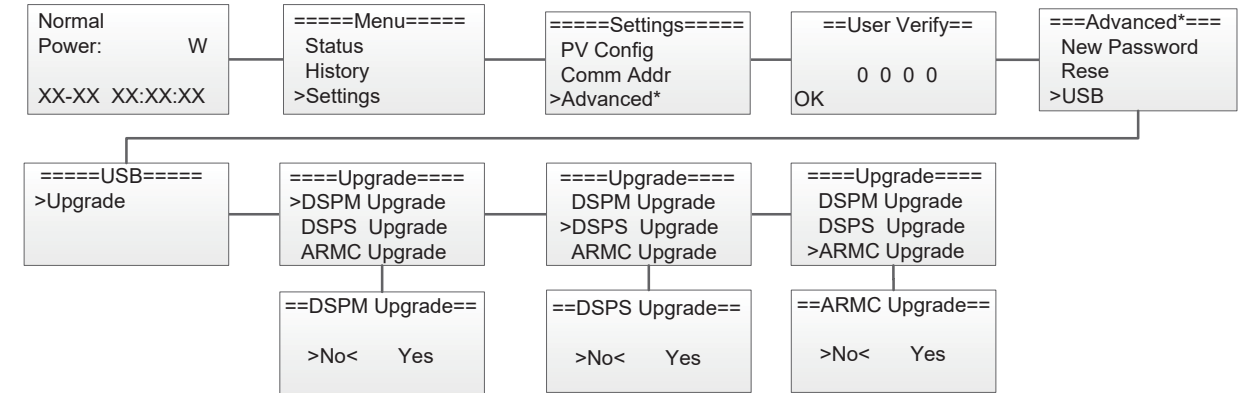 Normal
Power: W
XX-XX XX:XX:XX
=====Menu=====
Status
History
>Settings
=====Settings=====
PV Config
Comm Addr
>Advanced*
==User Verify==
0 0 0 0
OK
===Advanced*===
New Password
Rese
>USB
=====USB=====
>Upgrade
====Upgrade====
>DSPM Upgrade
DSPS Upgrade
ARMC Upgrade
====Upgrade====
DSPM Upgrade
>DSPS Upgrade
ARMC Upgrade
====Upgrade====
DSPM Upgrade
DSPS Upgrade
>ARMC Upgrade
==DSPM Upgrade==
>No< Yes
==DSPS Upgrade==
>No< Yes
==ARMC Upgrade==
>No< Yes